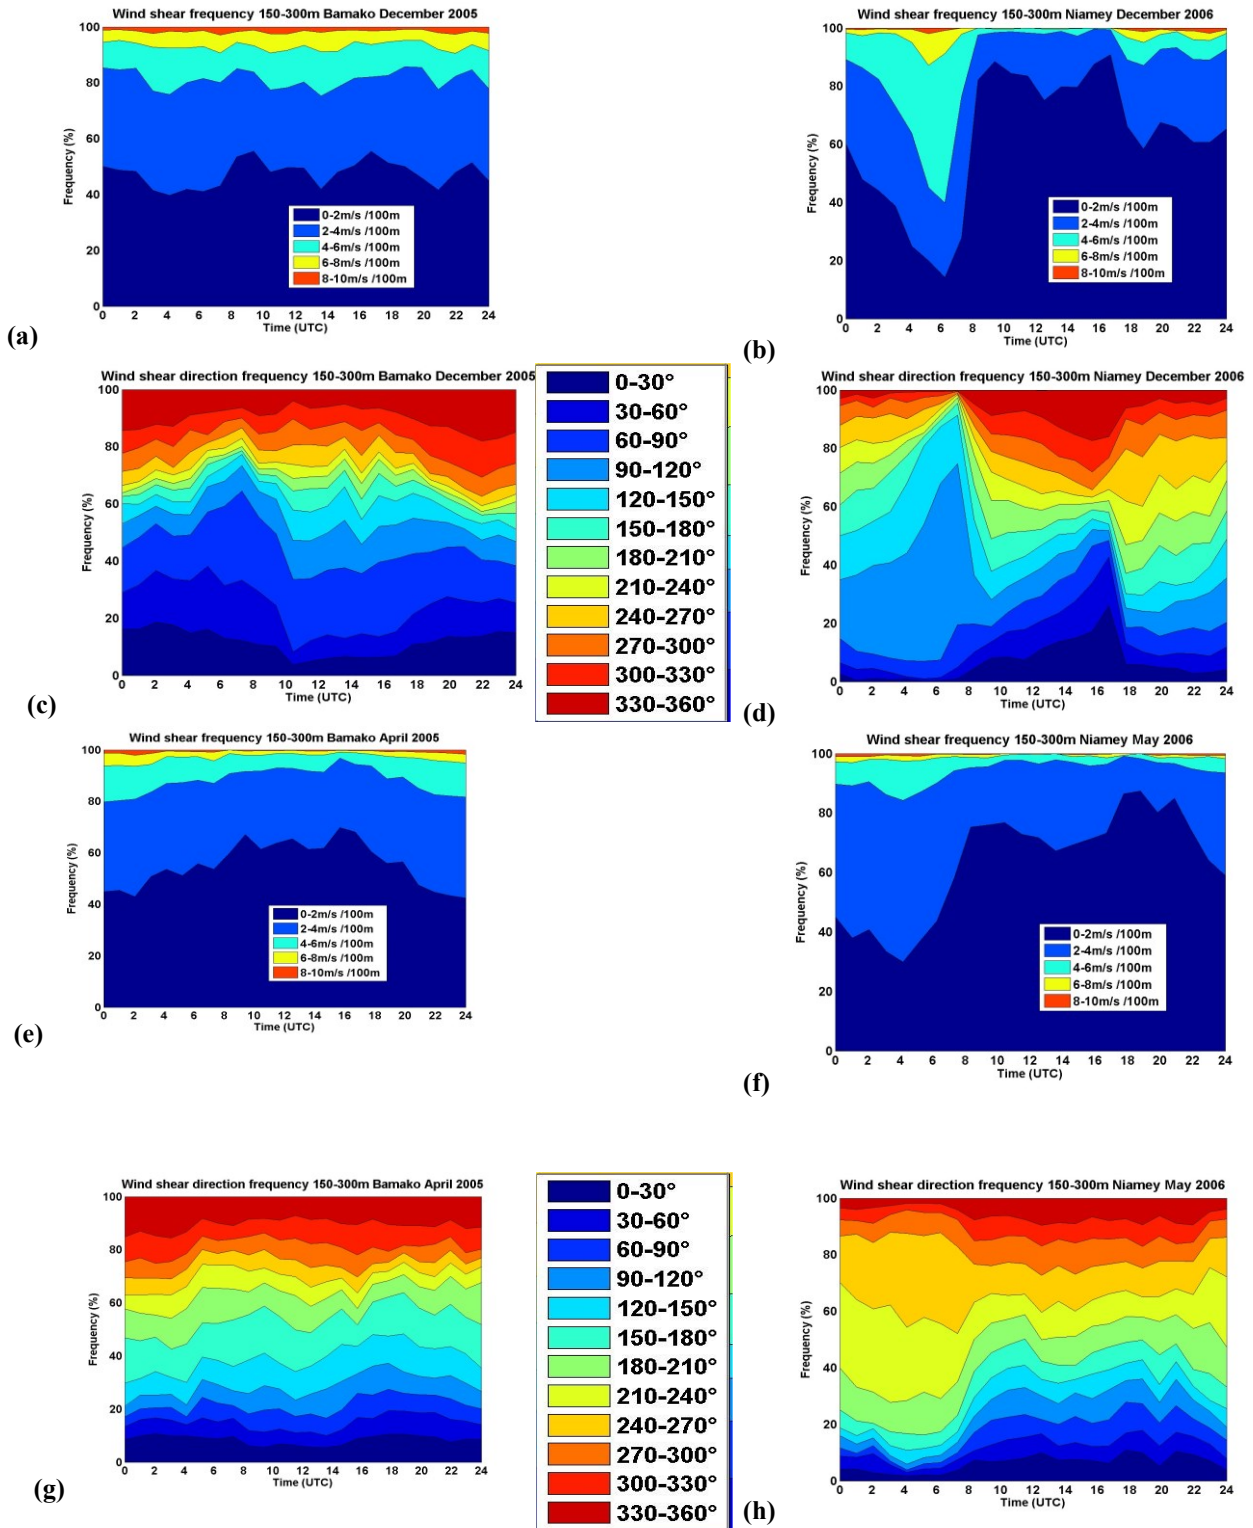 Wind shear frequency 150-300m Bamako December 2005
100
80
60
40
20
0
Frequency (%)
0-2m/s /100m
2-4m/s /100m
4-6m/s /100m
6-8m/s /100m
8-10m/s /100m
0 2 4 6 8 10 12 14 16 18 20 22 24
Time (UTC)
(a)
Wind shear frequency 150-300m Niamey December 2006
100
80
60
40
20
0
Frequency (%)
0-2m/s /100m
2-4m/s /100m
4-6m/s /100m
6-8m/s /100m
8-10m/s /100m
0 2 4 6 8 10 12 14 16 18 20 22 24
Time (UTC)
(b)
Wind shear direction frequency 150-300m Bamako December 2005
100
80
60
40
20
0
Frequency (%)
0 2 4 6 8 10 12 14 16 18 20 22 24
Time (UTC)
(c)
0-30°
30-60°
60-90°
90-120°
120-150°
150-180°
180-210°
210-240°
240-270°
270-300°
300-330°
330-360°
Wind shear direction frequency 150-300m Niamey December 2006
100
80
60
40
20
0
Frequency (%)
0 2 4 6 8 10 12 14 16 18 20 22 24
Time (UTC)
(d)
Wind shear frequency 150-300m Bamako April 2005
100
80
60
40
20
0
Frequency (%)
0-2m/s /100m
2-4m/s /100m
4-6m/s /100m
6-8m/s /100m
8-10m/s /100m
0 2 4 6 8 10 12 14 16 18 20 22 24
Time (UTC)
(e)
Wind shear frequency 150-300m Niamey May 2006
100
80
60
40
20
0
Frequency (%)
0-2m/s /100m
2-4m/s /100m
4-6m/s /100m
6-8m/s /100m
8-10m/s /100m
0 2 4 6 8 10 12 14 16 18 20 22 24
Time (UTC)
(f)
Wind shear direction frequency 150-300m Bamako April 2005
100
80
60
40
20
0
Frequency (%)
0 2 4 6 8 10 12 14 16 18 20 22 24
Time (UTC)
(g)
0-30°
30-60°
60-90°
90-120°
120-150°
150-180°
180-210°
210-240°
240-270°
270-300°
300-330°
330-360°
Wind shear direction frequency 150-300m Niamey May 2006
100
80
60
40
20
0
Frequency (%)
0 2 4 6 8 10 12 14 16 18 20 22 24
Time (UTC)
(h)